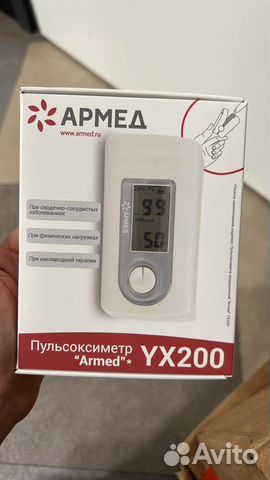 АРМЕД
www.armed.ru
При сердечно-сосудистых
заболеваниях
При физических нагрузках
При кислородной терапии
АРМЕД
99
50
Пульсоксиметр
“Armed”*
YX200
Avito